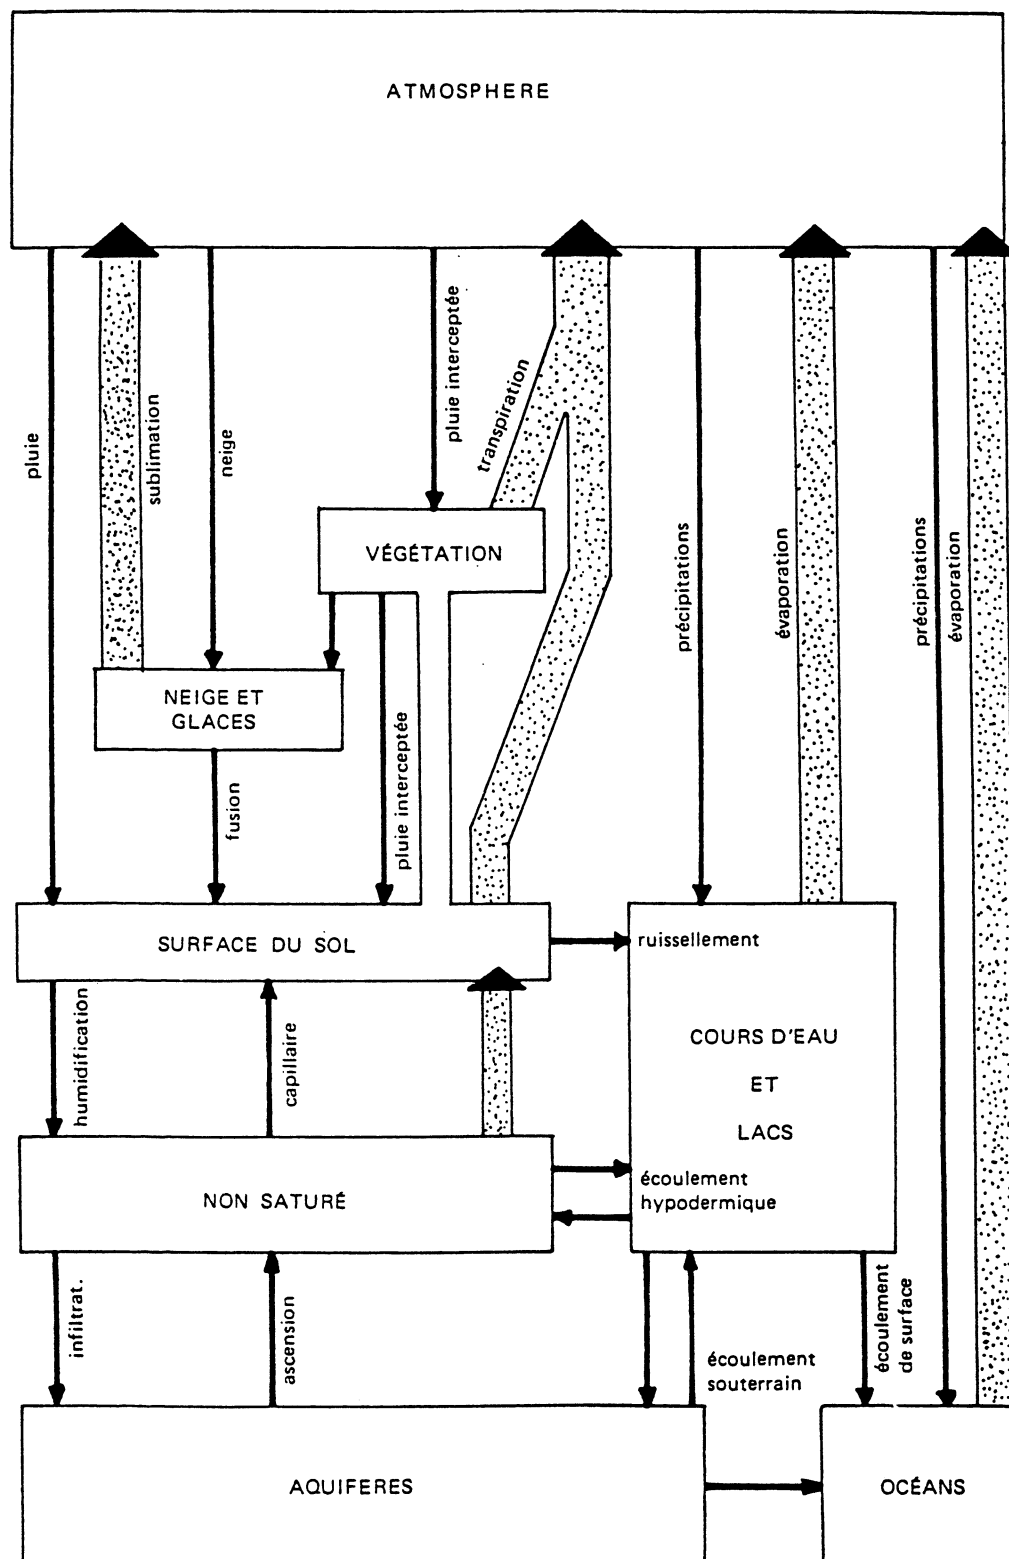 ATMOSPHERE
pluie
sublimation
neige
pluie interceptée
transpiration
précipitations
évaporation
précipitations
évaporation
VÉGÉTATION
NEIGE ET
GLACES
fusion
pluie interceptée
SURFACE DU SOL
ruissellement
humidification
capillaire
COURS D'EAU
ET
LACS
NON SATURÉ
écoulement
hypodermique
infiltrat.
ascension
écoulement
souterrain
écoulement
de surface
AQUIFERES
OCÉANS